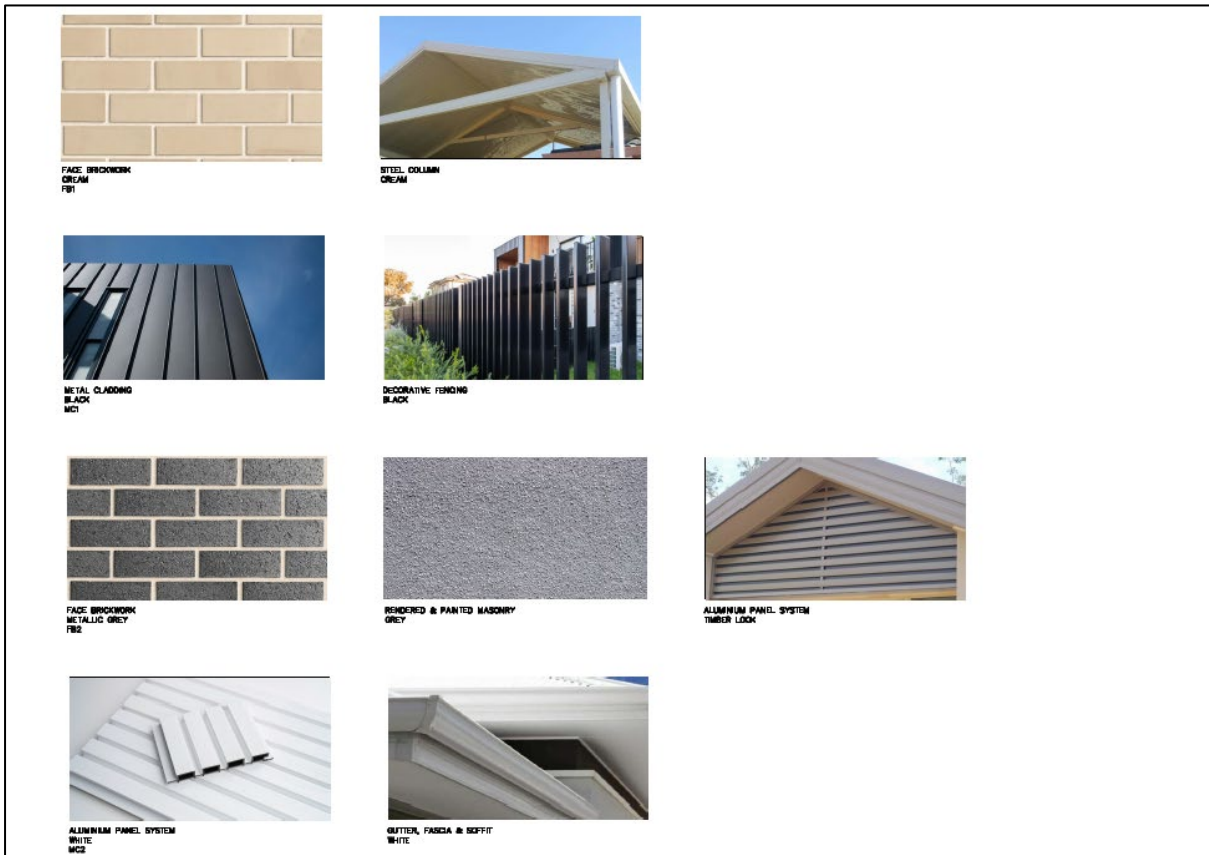 FACE BRICKWORK
CREAM
FB1
STEEL COLUMN
CREAM
METAL CLADDING
BLACK
MC1
DECORATIVE FENCING
BLACK
FACE BRICKWORK
METALLIC GREY
FB2
RENDERED & PAINTED MASONRY
GREY
ALUMINIUM PANEL SYSTEM
TIMBER LOOK
ALUMINIUM PANEL SYSTEM
WHITE
MC2
GUTTER, FASCIA & SOFFIT
WHITE